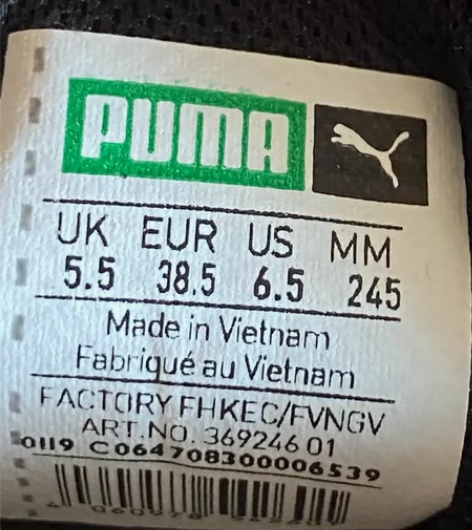 PUMA
UK EUR US MM
5.5 38.5 6.5 245
Made in Vietnam
Fabriqué au Vietnam
FACTORY FHKEC/FVNGV
ART.NO. 369246 01
0119 C064708300006539